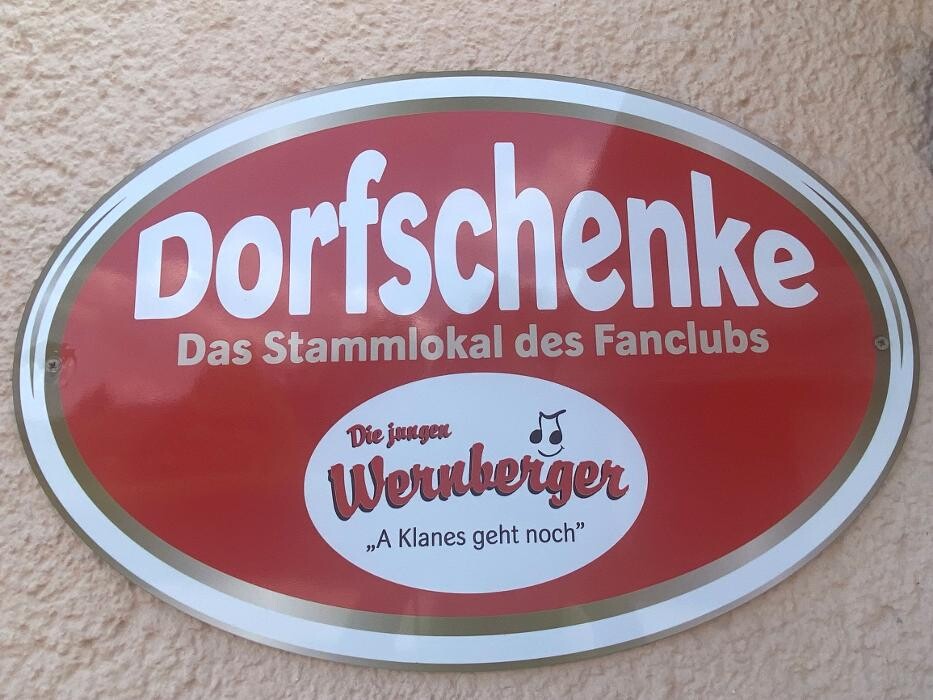 Dorfschenke
Das Stammlokal des Fanclubs
Die jungen
Wernberger
„A Klanes geht noch”